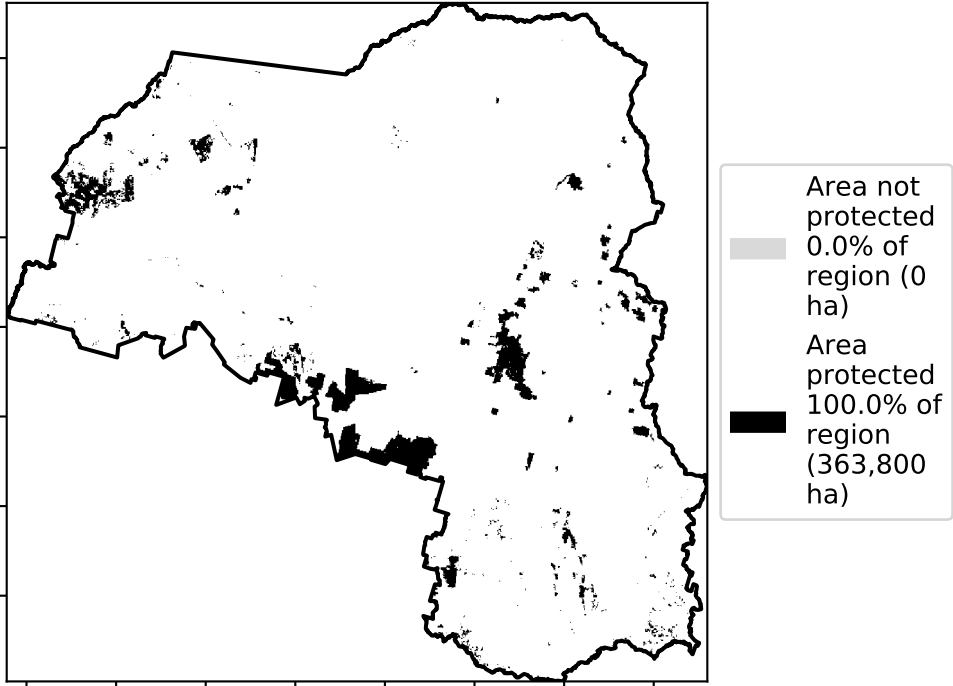 Area not
protected
0.0% of
region (0
ha)
Area
protected
100.0% of
region
(363,800
ha)